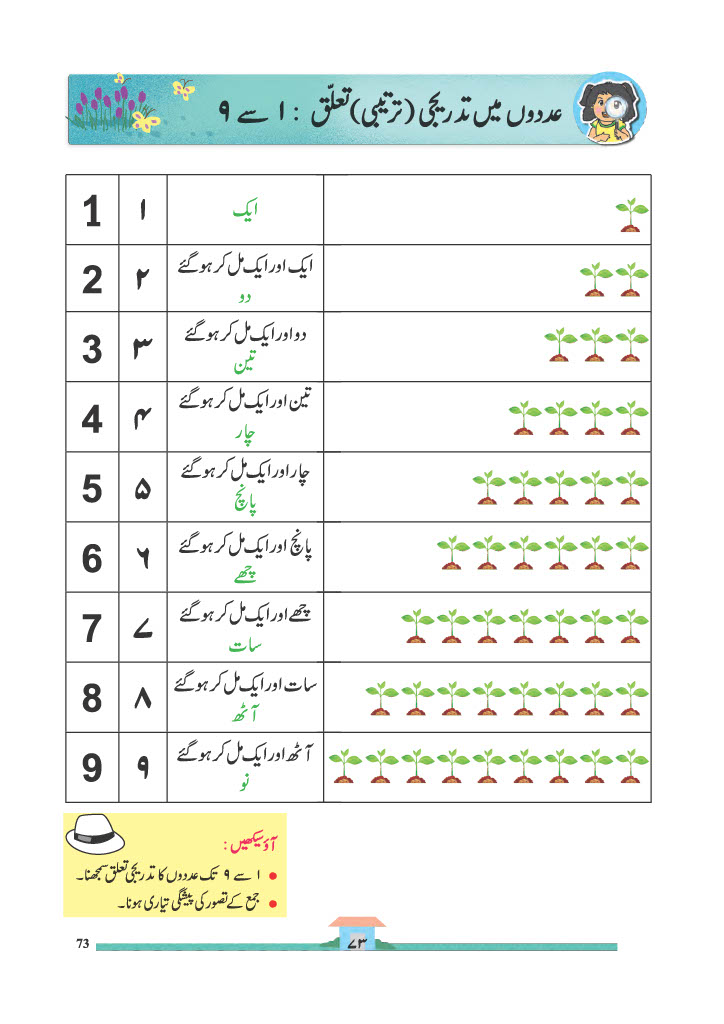 عددوں میں تدریجی (ترتیبی) تعلّق : ۱ سے ۹
ایک ۱ 1
ایک اور ایک مل کر ہو گئے ۲ 2
دو
دو اور ایک مل کر ہو گئے ۳ 3
تین
تین اور ایک مل کر ہو گئے ۴ 4
چار
چار اور ایک مل کر ہو گئے ۵ 5
پانچ
پانچ اور ایک مل کر ہو گئے ۶ 6
چھے
چھے اور ایک مل کر ہو گئے ۷ 7
سات
سات اور ایک مل کر ہو گئے ۸ 8
آٹھ
آٹھ اور ایک مل کر ہو گئے ۹ 9
نو
آؤ سیکھیں :
● ۱ سے ۹ تک عددوں کا تدریجی تعلق سمجھنا۔
● جمع کے تصور کی پیشگی تیاری ہونا۔
73 ۷۳